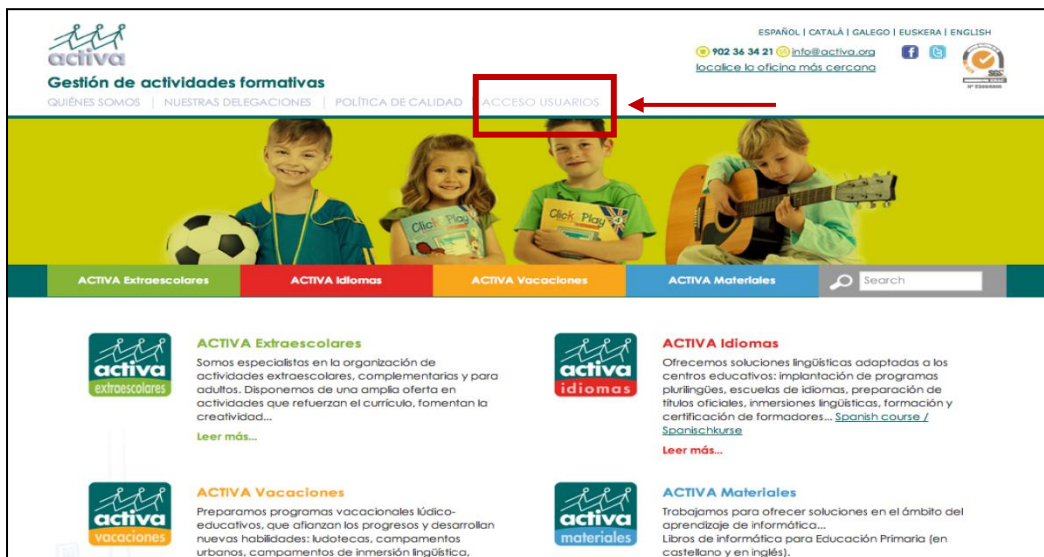 activa
ESPAÑOL | CATALÀ | GALEGO | EUSKERA | ENGLISH
902 36 34 21 info@activa.org
localice la oficina más cercana
SGS
Gestión de actividades formativas
QUIÉNES SOMOS | NUESTRAS DELEGACIONES | POLÍTICA DE CALIDAD | ACCESO USUARIOS
Click Play
Click Play 4
ACTIVA Extraescolares
ACTIVA Idiomas
ACTIVA Vacaciones
ACTIVA Materiales
Search
activa
extraescolares
ACTIVA Extraescolares
Somos especialistas en la organización de
actividades extraescolares, complementarias y para
adultos. Disponemos de una amplia oferta en
actividades que refuerzan el currículo, fomentan la
creatividad...
Leer más...
activa
idiomas
ACTIVA Idiomas
Ofrecemos soluciones lingüísticas adaptadas a los
centros educativos: implantación de programas
plurilingües, escuelas de idiomas, preparación de
títulos oficiales, inmersiones lingüísticas, formación y
certificación de formadores... Spanish course /
Spanischkurse
Leer más...
activa
vacaciones
ACTIVA Vacaciones
Preparamos programas vacacionales lúdico-
educativos, que afianzan los progresos y desarrollan
nuevas habilidades: ludotecas, campamentos
urbanos, campamentos de inmersión lingüística,
activa
materiales
ACTIVA Materiales
Trabajamos para ofrecer soluciones en el ámbito del
aprendizaje de informática...
Libros de informática para Educación Primaria (en
castellano y en inglés).